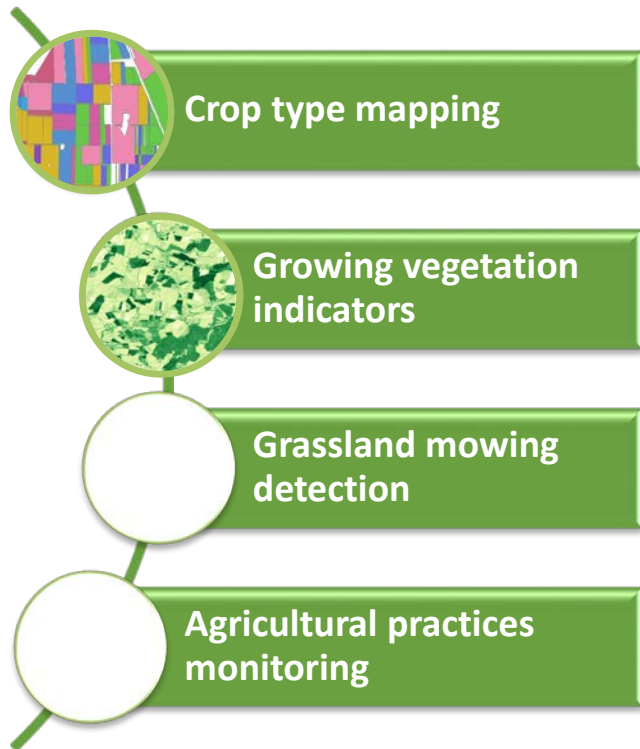 Crop type mapping
Growing vegetation
indicators
Grassland mowing
detection
Agricultural practices
monitoring